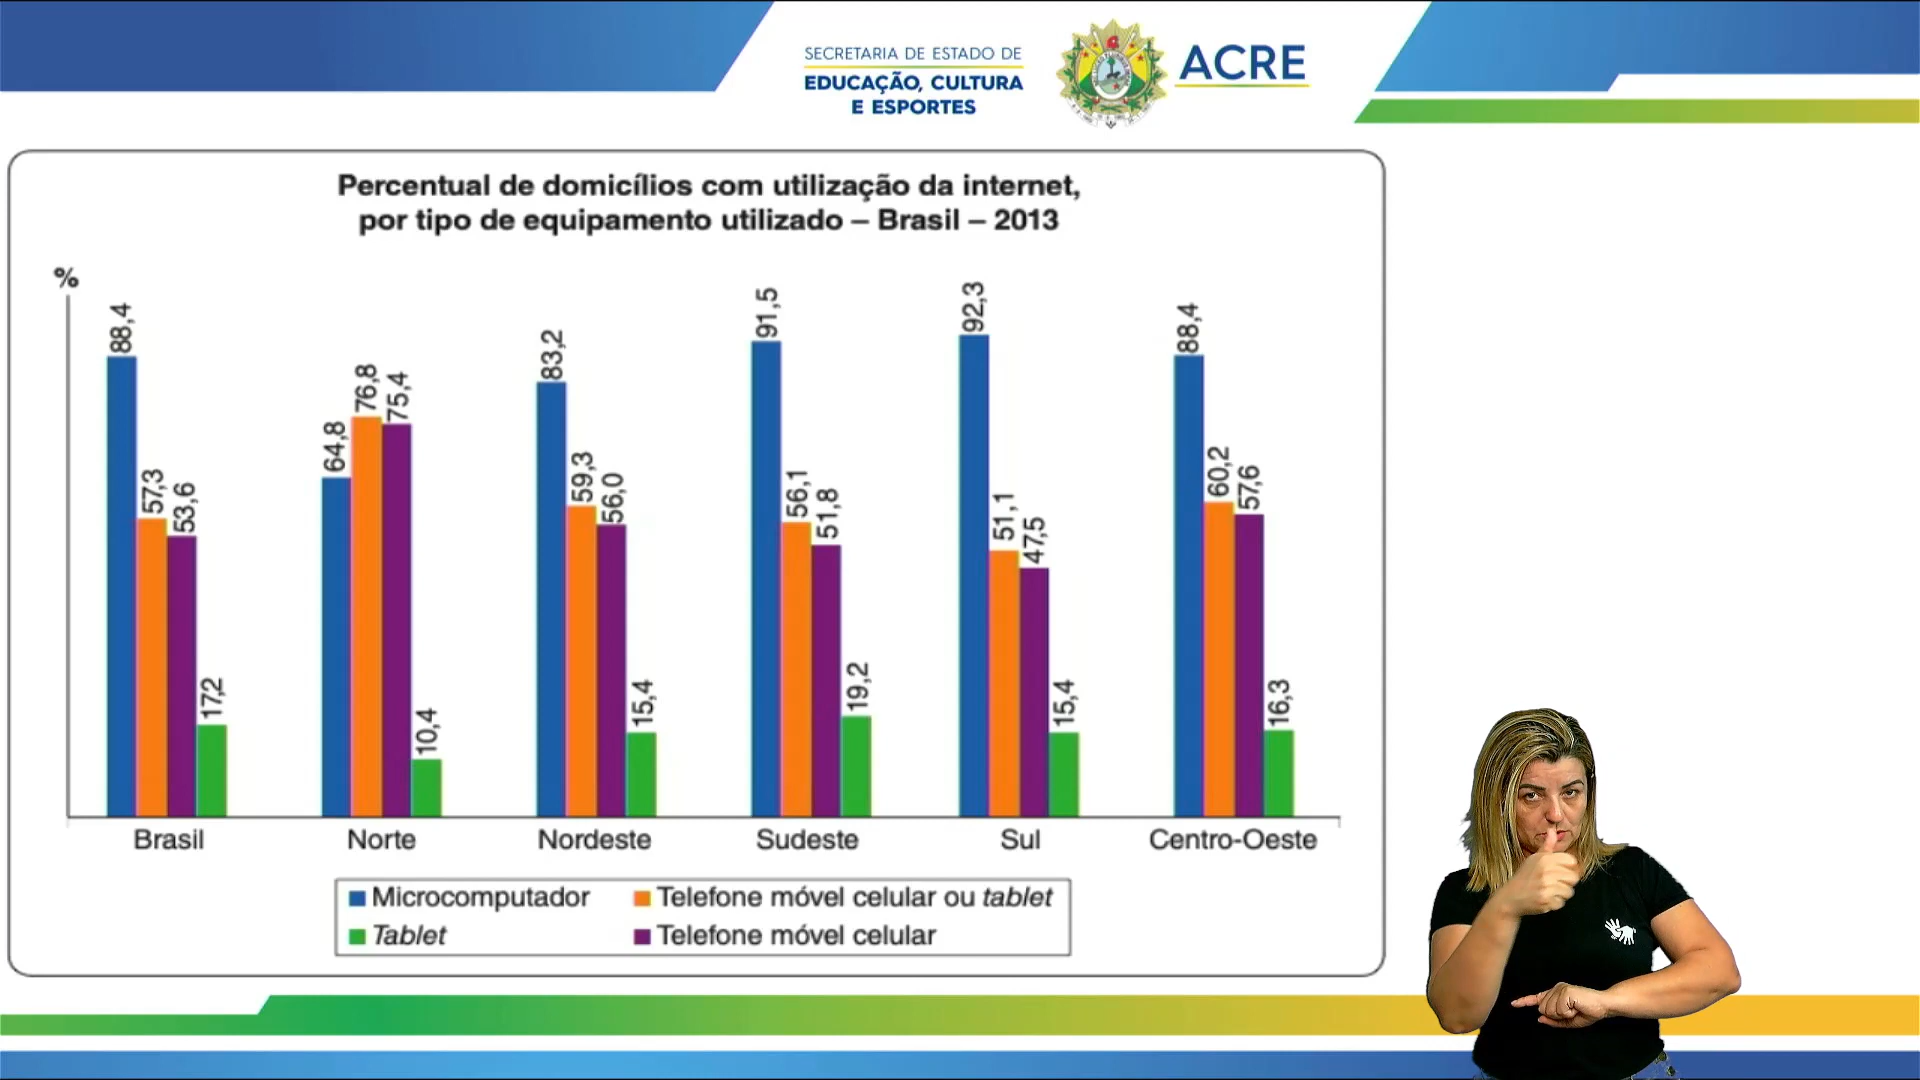 SECRETARIA DE ESTADO DE
EDUCAÇÃO, CULTURA
E ESPORTES
ACRE
Percentual de domicílios com utilização da internet,
por tipo de equipamento utilizado – Brasil – 2013
%
88,4
57,3
53,6
17,2
64,8
76,8
75,4
10,4
83,2
59,3
56,0
15,4
91,5
56,1
51,8
19,2
92,3
51,1
47,5
15,4
88,4
60,2
57,6
16,3
Brasil
Norte
Nordeste
Sudeste
Sul
Centro-Oeste
Microcomputador
Telefone móvel celular ou tablet
Tablet
Telefone móvel celular